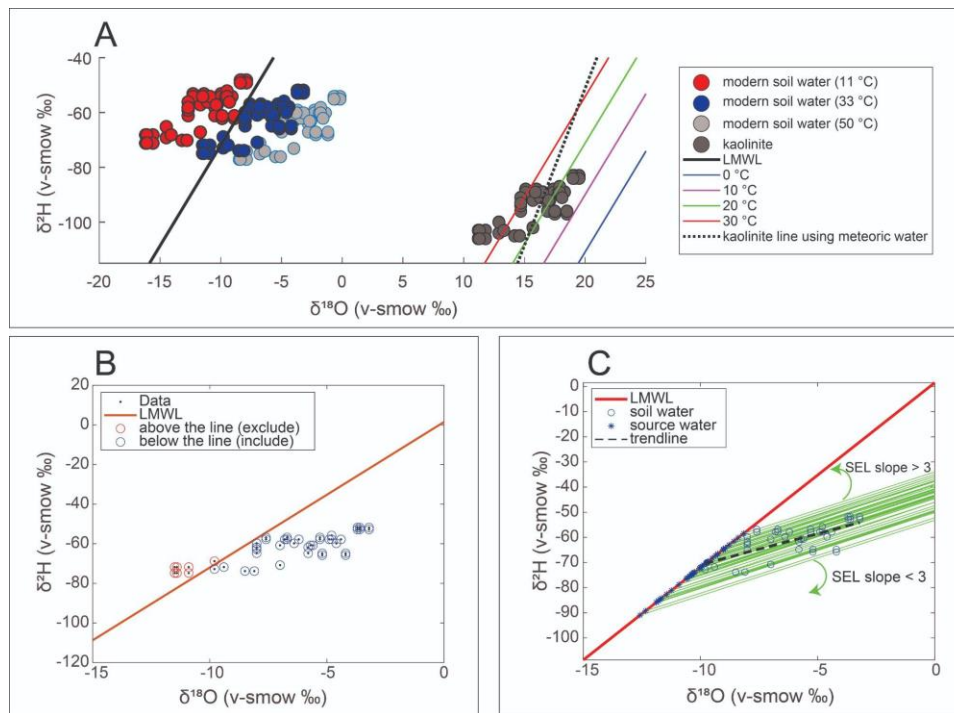 A
-40
-60
-80
-100
δ²H (v-smow ‰)
-20
-15
-10
-5
0
5
10
15
20
25
δ¹⁸O (v-smow ‰)
modern soil water (11 °C)
modern soil water (33 °C)
modern soil water (50 °C)
kaolinite
LMWL
0 °C
10 °C
20 °C
30 °C
kaolinite line using meteoric water
B
20
0
-20
-40
-60
-80
-100
-120
δ²H (v-smow ‰)
Data
LMWL
above the line (exclude)
below the line (include)
-15
-10
-5
0
δ¹⁸O (v-smow ‰)
C
0
-10
-20
-30
-40
-50
-60
-70
-80
-90
-100
δ²H (v-smow ‰)
LMWL
soil water
source water
trendline
SEL slope > 3
SEL slope < 3
-15
-10
-5
0
δ¹⁸O (v-smow ‰)